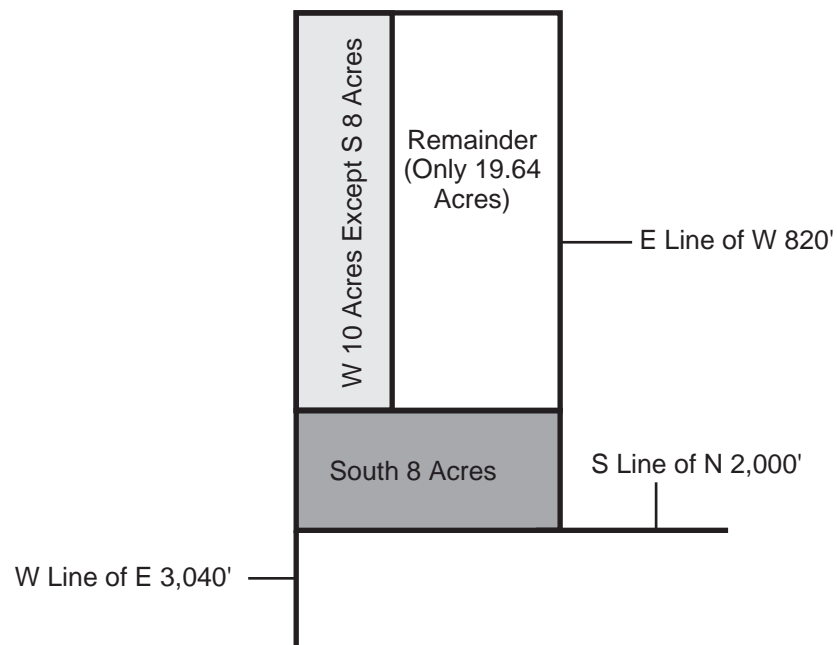 W 10 Acres Except S 8 Acres
Remainder
(Only 19.64
Acres)
E Line of W 820'
South 8 Acres
S Line of N 2,000'
W Line of E 3,040'